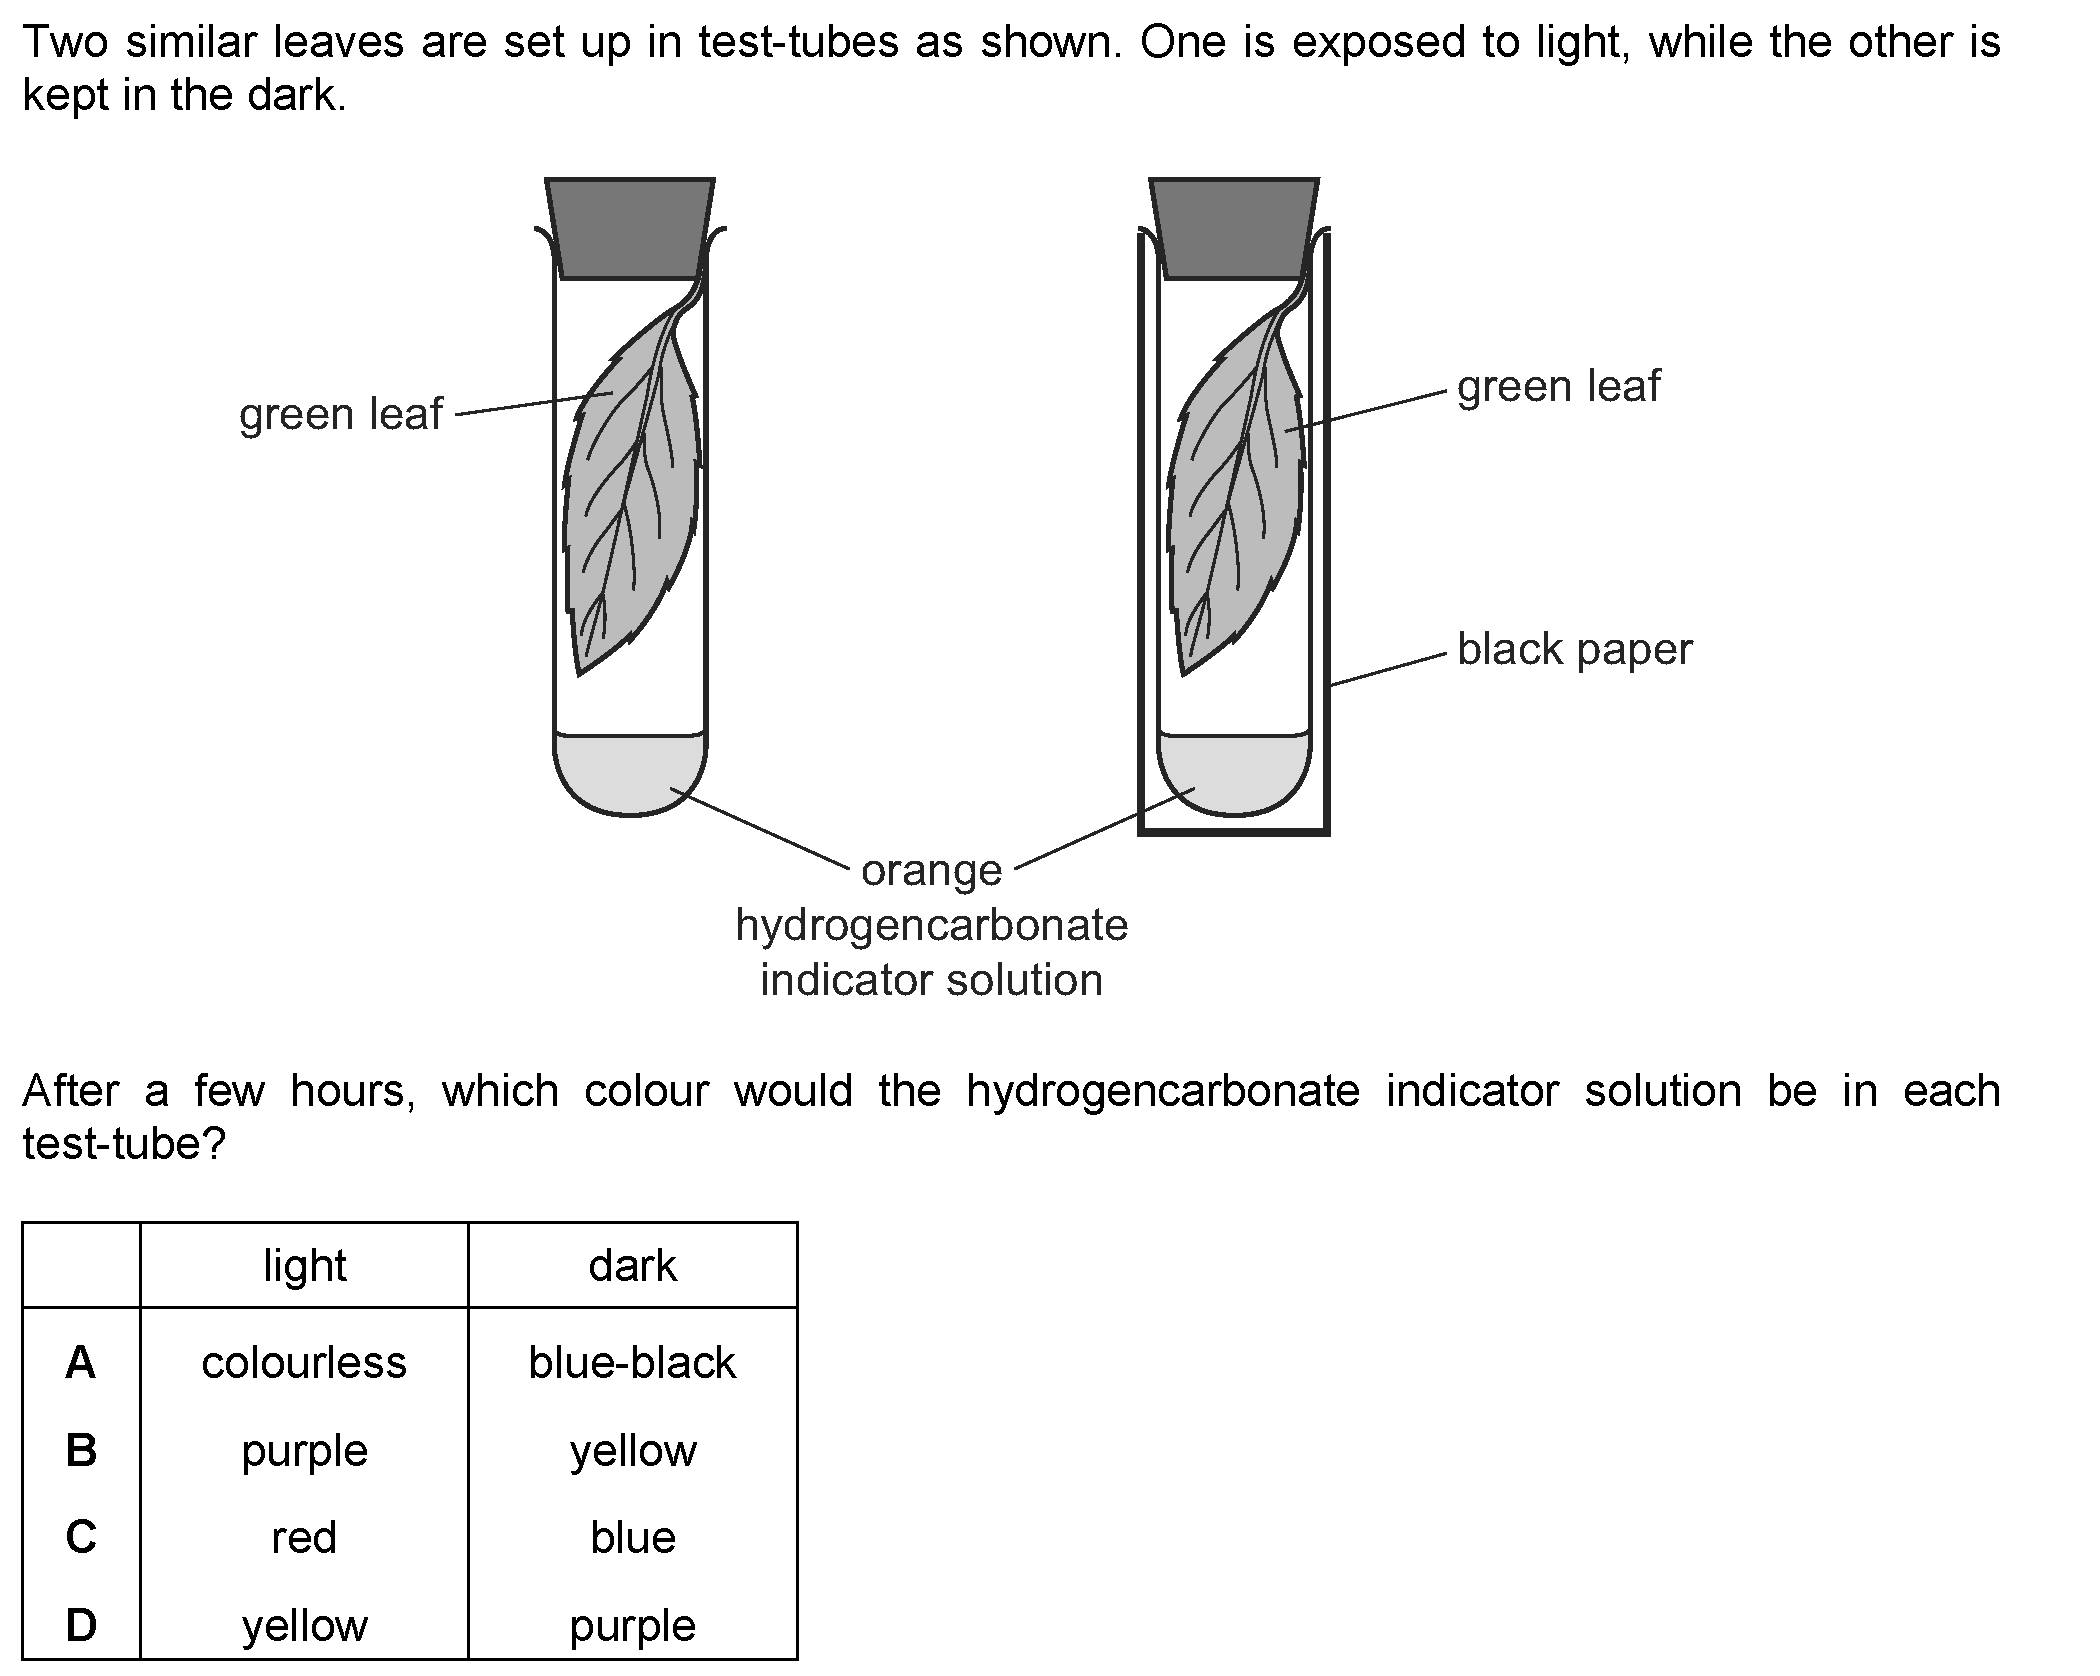 Two similar leaves are set up in test-tubes as shown. One is exposed to light, while the other is
kept in the dark.
green leaf
green leaf
black paper
orange
hydrogencarbonate
indicator solution
After a few hours, which colour would the hydrogencarbonate indicator solution be in each
test-tube?
light dark
A colourless blue-black
B purple yellow
C red blue
D yellow purple